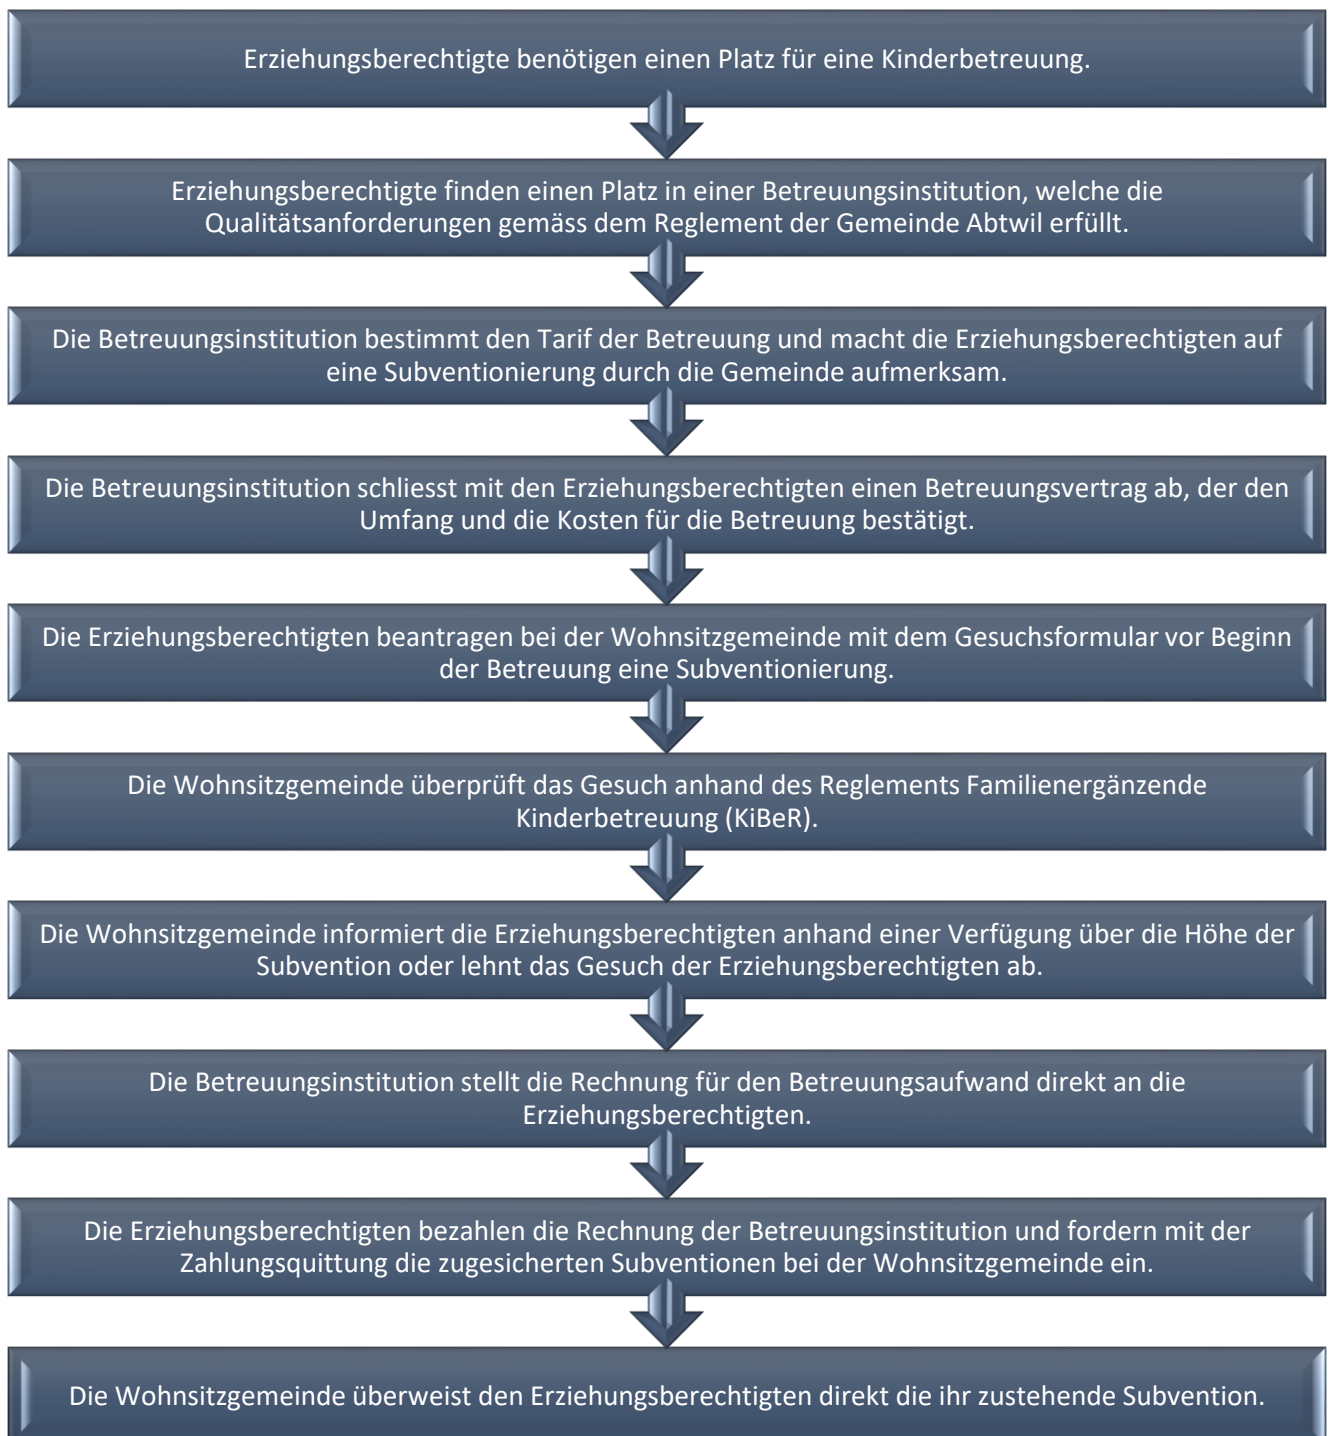 Erziehungsberechtigte benötigen einen Platz für eine Kinderbetreuung.
Erziehungsberechtigte finden einen Platz in einer Betreuungsinstitution, welche die
Qualitätsanforderungen gemäss dem Reglement der Gemeinde Abtwil erfüllt.
Die Betreuungsinstitution bestimmt den Tarif der Betreuung und macht die Erziehungsberechtigten auf
eine Subventionierung durch die Gemeinde aufmerksam.
Die Betreuungsinstitution schliesst mit den Erziehungsberechtigten einen Betreuungsvertrag ab, der den
Umfang und die Kosten für die Betreuung bestätigt.
Die Erziehungsberechtigten beantragen bei der Wohnsitzgemeinde mit dem Gesuchsformular vor Beginn
der Betreuung eine Subventionierung.
Die Wohnsitzgemeinde überprüft das Gesuch anhand des Reglements Familienergänzende
Kinderbetreuung (KiBeR).
Die Wohnsitzgemeinde informiert die Erziehungsberechtigten anhand einer Verfügung über die Höhe der
Subvention oder lehnt das Gesuch der Erziehungsberechtigten ab.
Die Betreuungsinstitution stellt die Rechnung für den Betreuungsaufwand direkt an die
Erziehungsberechtigten.
Die Erziehungsberechtigten bezahlen die Rechnung der Betreuungsinstitution und fordern mit der
Zahlungsquittung die zugesicherten Subventionen bei der Wohnsitzgemeinde ein.
Die Wohnsitzgemeinde überweist den Erziehungsberechtigten direkt die ihr zustehende Subvention.